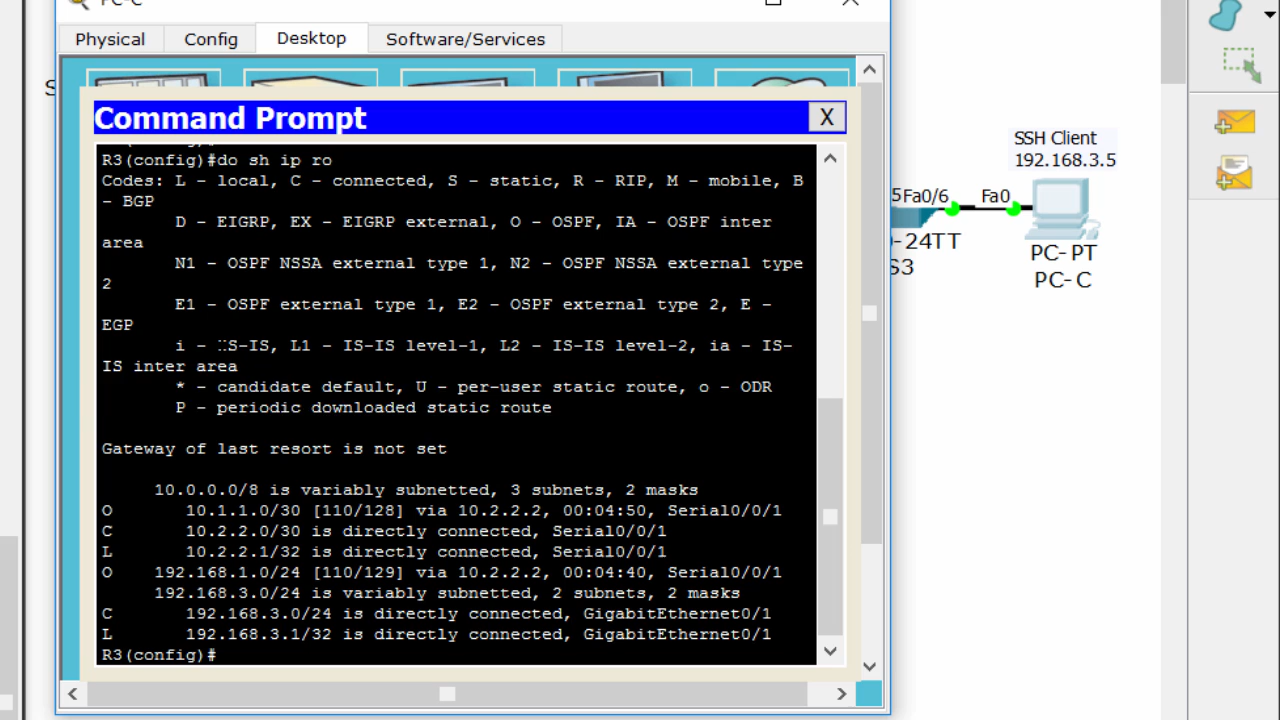 PC-C
Physical
Config
Desktop
Software/Services
Command Prompt
X
R3(config)#do sh ip ro
Codes: L - local, C - connected, S - static, R - RIP, M - mobile, B
- BGP
D - EIGRP, EX - EIGRP external, O - OSPF, IA - OSPF inter
area
N1 - OSPF NSSA external type 1, N2 - OSPF NSSA external type
2
E1 - OSPF external type 1, E2 - OSPF external type 2, E -
EGP
i - IS-IS, L1 - IS-IS level-1, L2 - IS-IS level-2, ia - IS-
IS inter area
* - candidate default, U - per-user static route, o - ODR
P - periodic downloaded static route
Gateway of last resort is not set
10.0.0.0/8 is variably subnetted, 3 subnets, 2 masks
O 10.1.1.0/30 [110/128] via 10.2.2.2, 00:04:50, Serial0/0/1
C 10.2.2.0/30 is directly connected, Serial0/0/1
L 10.2.2.1/32 is directly connected, Serial0/0/1
O 192.168.1.0/24 [110/129] via 10.2.2.2, 00:04:40, Serial0/0/1
192.168.3.0/24 is variably subnetted, 2 subnets, 2 masks
C 192.168.3.0/24 is directly connected, GigabitEthernet0/1
L 192.168.3.1/32 is directly connected, GigabitEthernet0/1
R3(config)#
SSH Client
192.168.3.5
5 Fa0/6 Fa0
-24TT
S3
PC-PT
PC-C